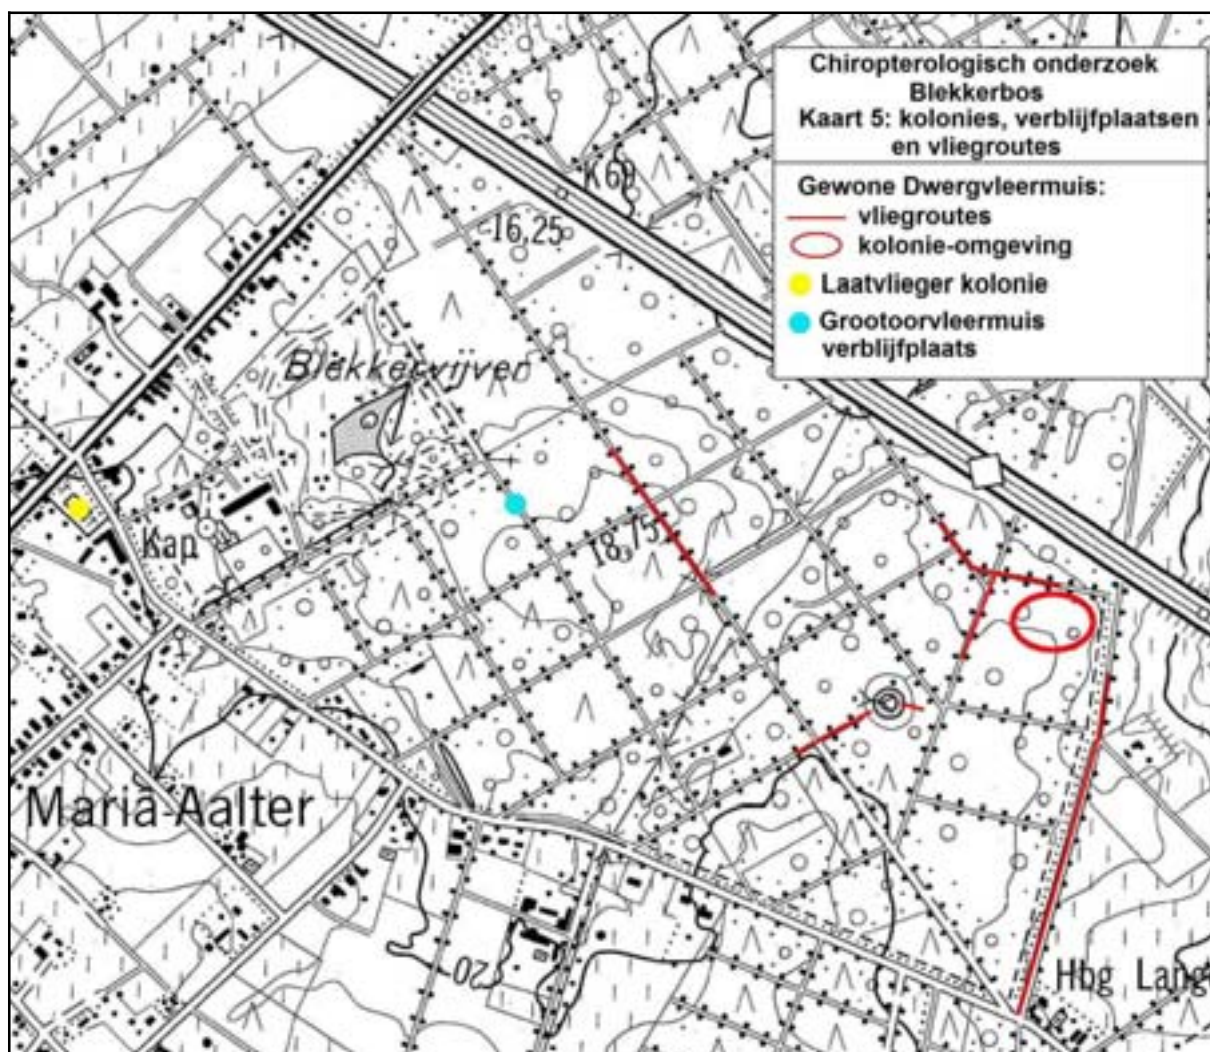 Chiropterologisch onderzoek
Blekkerbos
Kaart 5: kolonies, verblijfplaatsen
en vliegroutes
Gewone Dwergvleermuis:
vliegroutes
kolonie-omgeving
Laatvlieger kolonie
Grootoorvleermuis
verblijfplaats
K60
16,25
Blekkervijver
18,75
Kap
Maria-Aalter
20
Hbg Lang